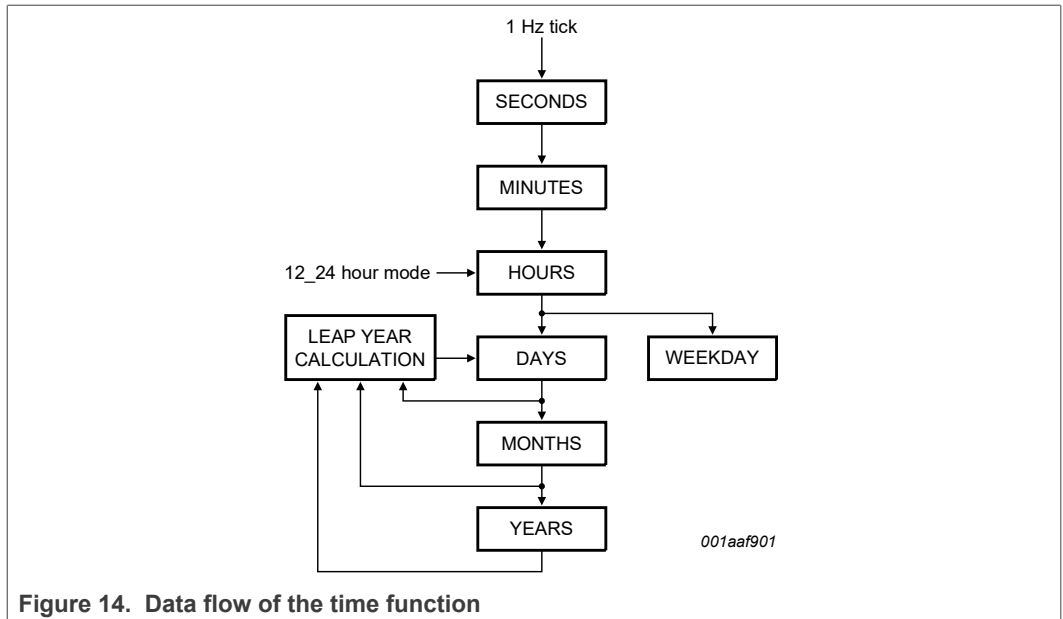 1 Hz tick
SECONDS
MINUTES
12_24 hour mode
HOURS
LEAP YEAR
CALCULATION
DAYS
WEEKDAY
MONTHS
YEARS
001aaf901
Figure 14. Data flow of the time function